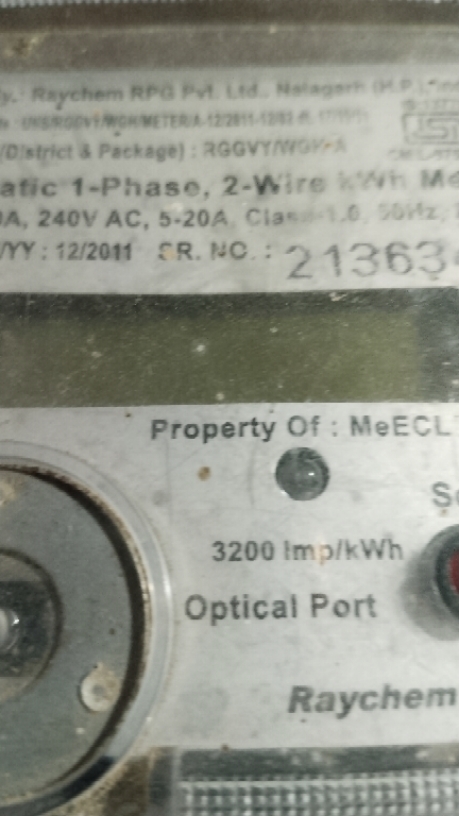 y.: Raychem RPG Pvt. Ltd., Nalagarh (H.P.)
(District & Package) : RGGVY/WGH-A
atic 1-Phase, 2-Wire kWh Me
A, 240V AC, 5-20A, Class-1.0, 50Hz,
/YY : 12/2011 SR. NO. : 21363
Property Of : MeECL
3200 Imp/kWh
Optical Port
Raychem